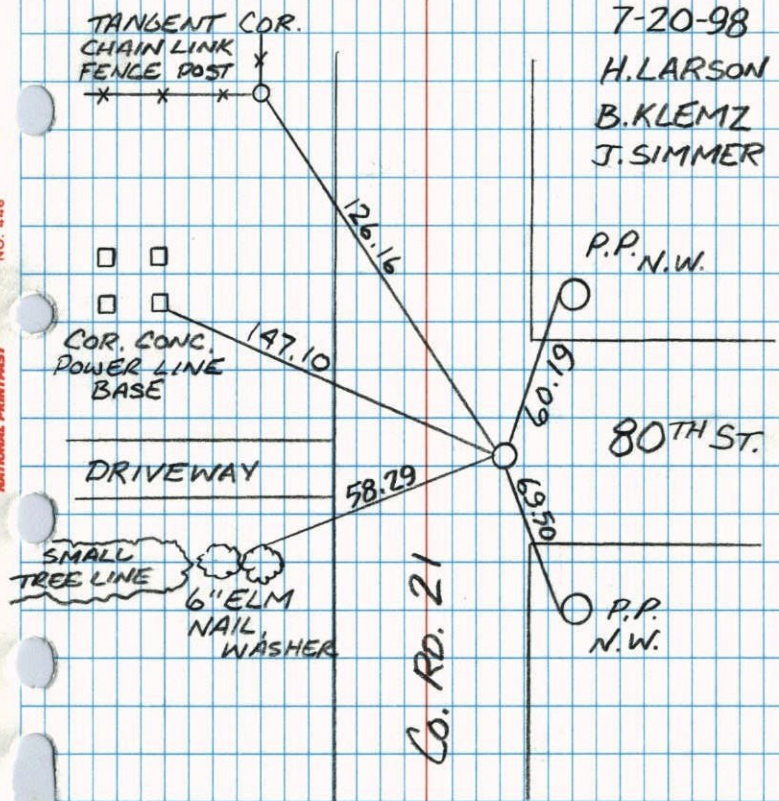 TANGENT COR.
CHAIN LINK
FENCE POST
7-20-98
H. LARSON
B. KLEMZ
J. SIMMER
126.16
P.P. N.W.
COR. CONC.
POWER LINE
BASE
147.10
60.19
80TH ST.
DRIVEWAY
58.29
69.50
SMALL
TREE LINE
6" ELM
NAIL,
WASHER
CO. RD. 21
P.P.
N.W.
NO. 446